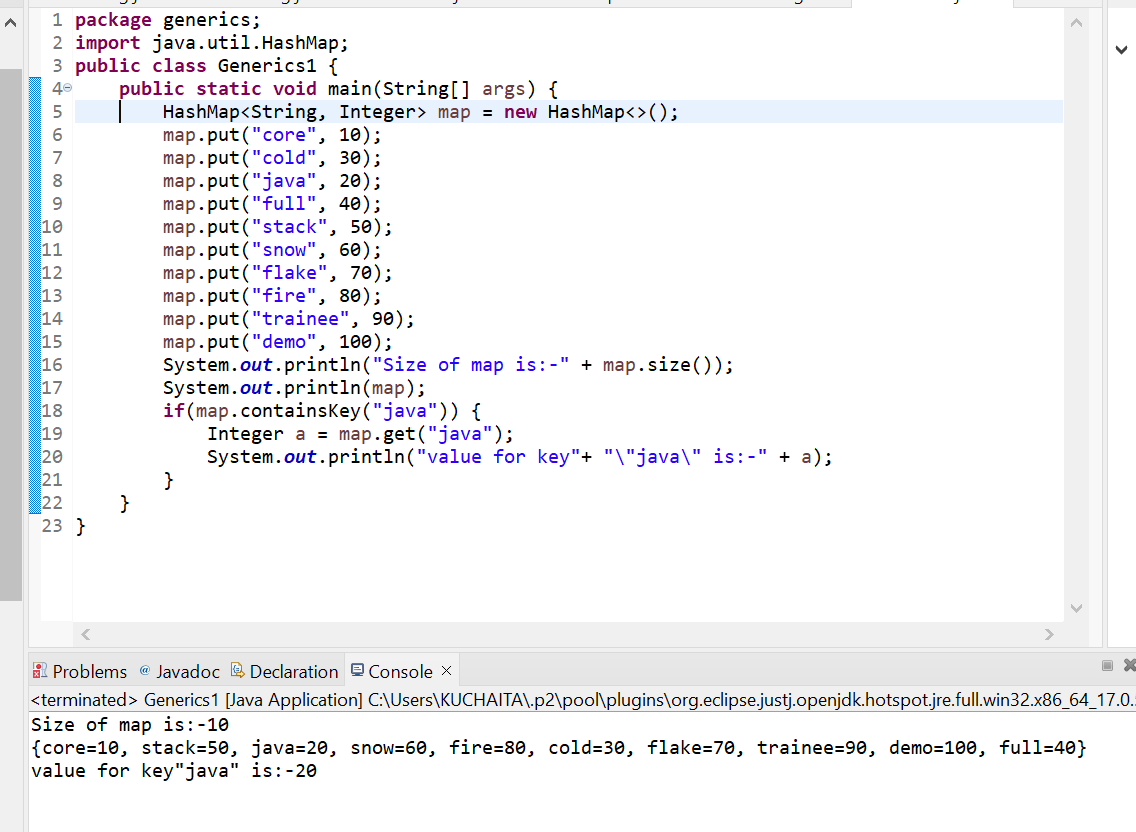 1 package generics;
2 import java.util.HashMap;
3 public class Generics1 {
4 public static void main(String[] args) {
5 HashMap<String, Integer> map = new HashMap<>();
6 map.put("core", 10);
7 map.put("cold", 30);
8 map.put("java", 20);
9 map.put("full", 40);
10 map.put("stack", 50);
11 map.put("snow", 60);
12 map.put("flake", 70);
13 map.put("fire", 80);
14 map.put("trainee", 90);
15 map.put("demo", 100);
16 System.out.println("Size of map is:-" + map.size());
17 System.out.println(map);
18 if(map.containsKey("java")) {
19 Integer a = map.get("java");
20 System.out.println("value for key"+ "\"java\" is:-" + a);
21 }
22 }
23 }
Problems @ Javadoc Declaration Console
<terminated> Generics1 [Java Application] C:\Users\KUCHAITA\.p2\pool\plugins\org.eclipse.justj.openjdk.hotspot.jre.full.win32.x86_64_17.0.
Size of map is:-10
{core=10, stack=50, java=20, snow=60, fire=80, cold=30, flake=70, trainee=90, demo=100, full=40}
value for key"java" is:-20